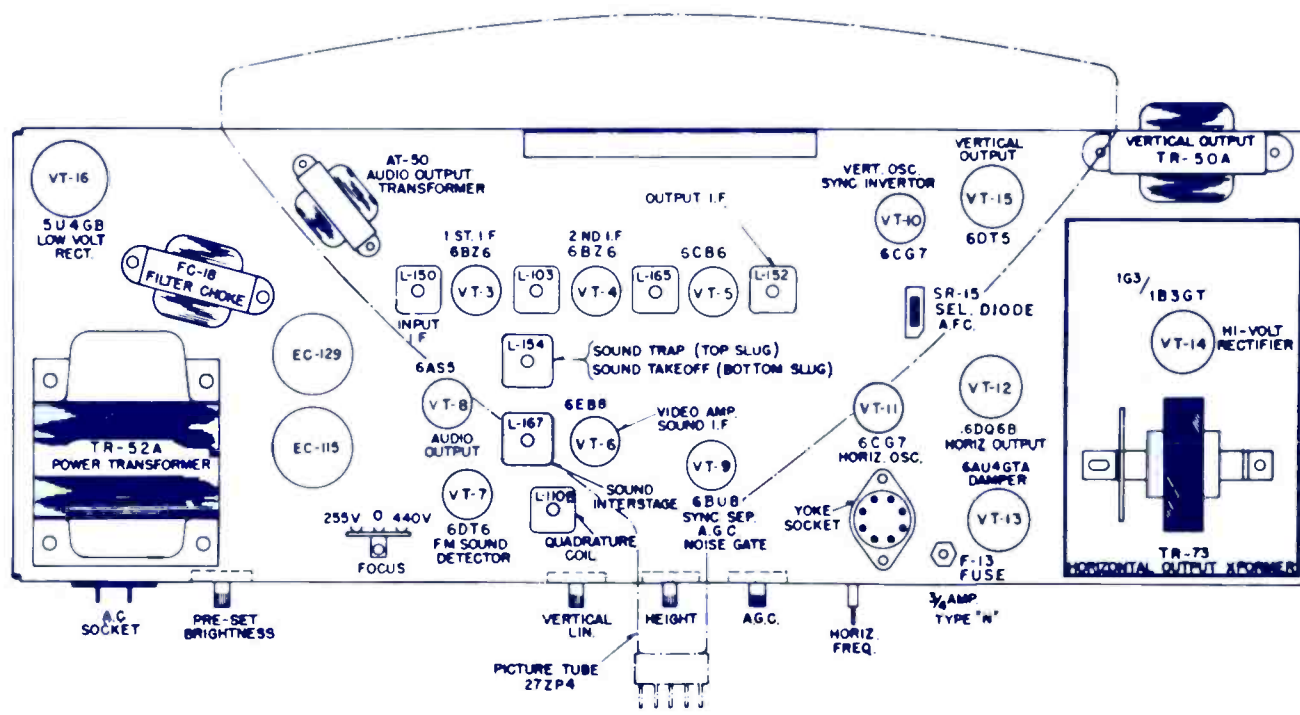 VT-16
5U4GB
LOW VOLT
RECT.
AT-50
AUDIO OUTPUT
TRANSFORMER
FC-18
FILTER CHOKE
OUTPUT I.F
VERT. OSC.
SYNC INVERTOR
VT-10
6CG7
VERTICAL
OUTPUT
VT-15
6DT5
VERTICAL OUTPUT
TR-50A
1 ST. I.F
6BZ6
2 ND I.F
6BZ6
6CB6
L-150
VT-3
L-103
VT-4
L-165
VT-5
L-152
INPUT
I.F
SR-15
SEL. DIODE
A.F.C.
1G3/
1B3GT
VT-14
HI-VOLT
RECTIFIER
EC-129
EC-115
L-154
SOUND TRAP (TOP SLUG)
SOUND TAKEOFF (BOTTOM SLUG)
6AS5
VT-8
AUDIO
OUTPUT
L-167
6EB8
VT-6
VIDEO AMP.
SOUND I.F
VT-11
6CG7
HORIZ. OSC.
VT-12
6DQ6B
HORIZ OUTPUT
TR-52A
POWER TRANSFORMER
VT-7
6DT6
FM SOUND
DETECTOR
SOUND
INTERSTAGE
L-110B
QUADRATURE
COIL
VT-9
6BU8
SYNC SEP.
A.G.C
NOISE GATE
YOKE
SOCKET
6AU4GTA
DAMPER
VT-13
255V
440V
FOCUS
F-13
FUSE
3/4 AMP.
TYPE "N"
TR-73
HORIZONTAL OUTPUT XFORMER
A.C
SOCKET
PRE-SET
BRIGHTNESS
VERTICAL
LIN.
HEIGHT
A.G.C.
HORIZ.
FREQ.
PICTURE TUBE
27ZP4